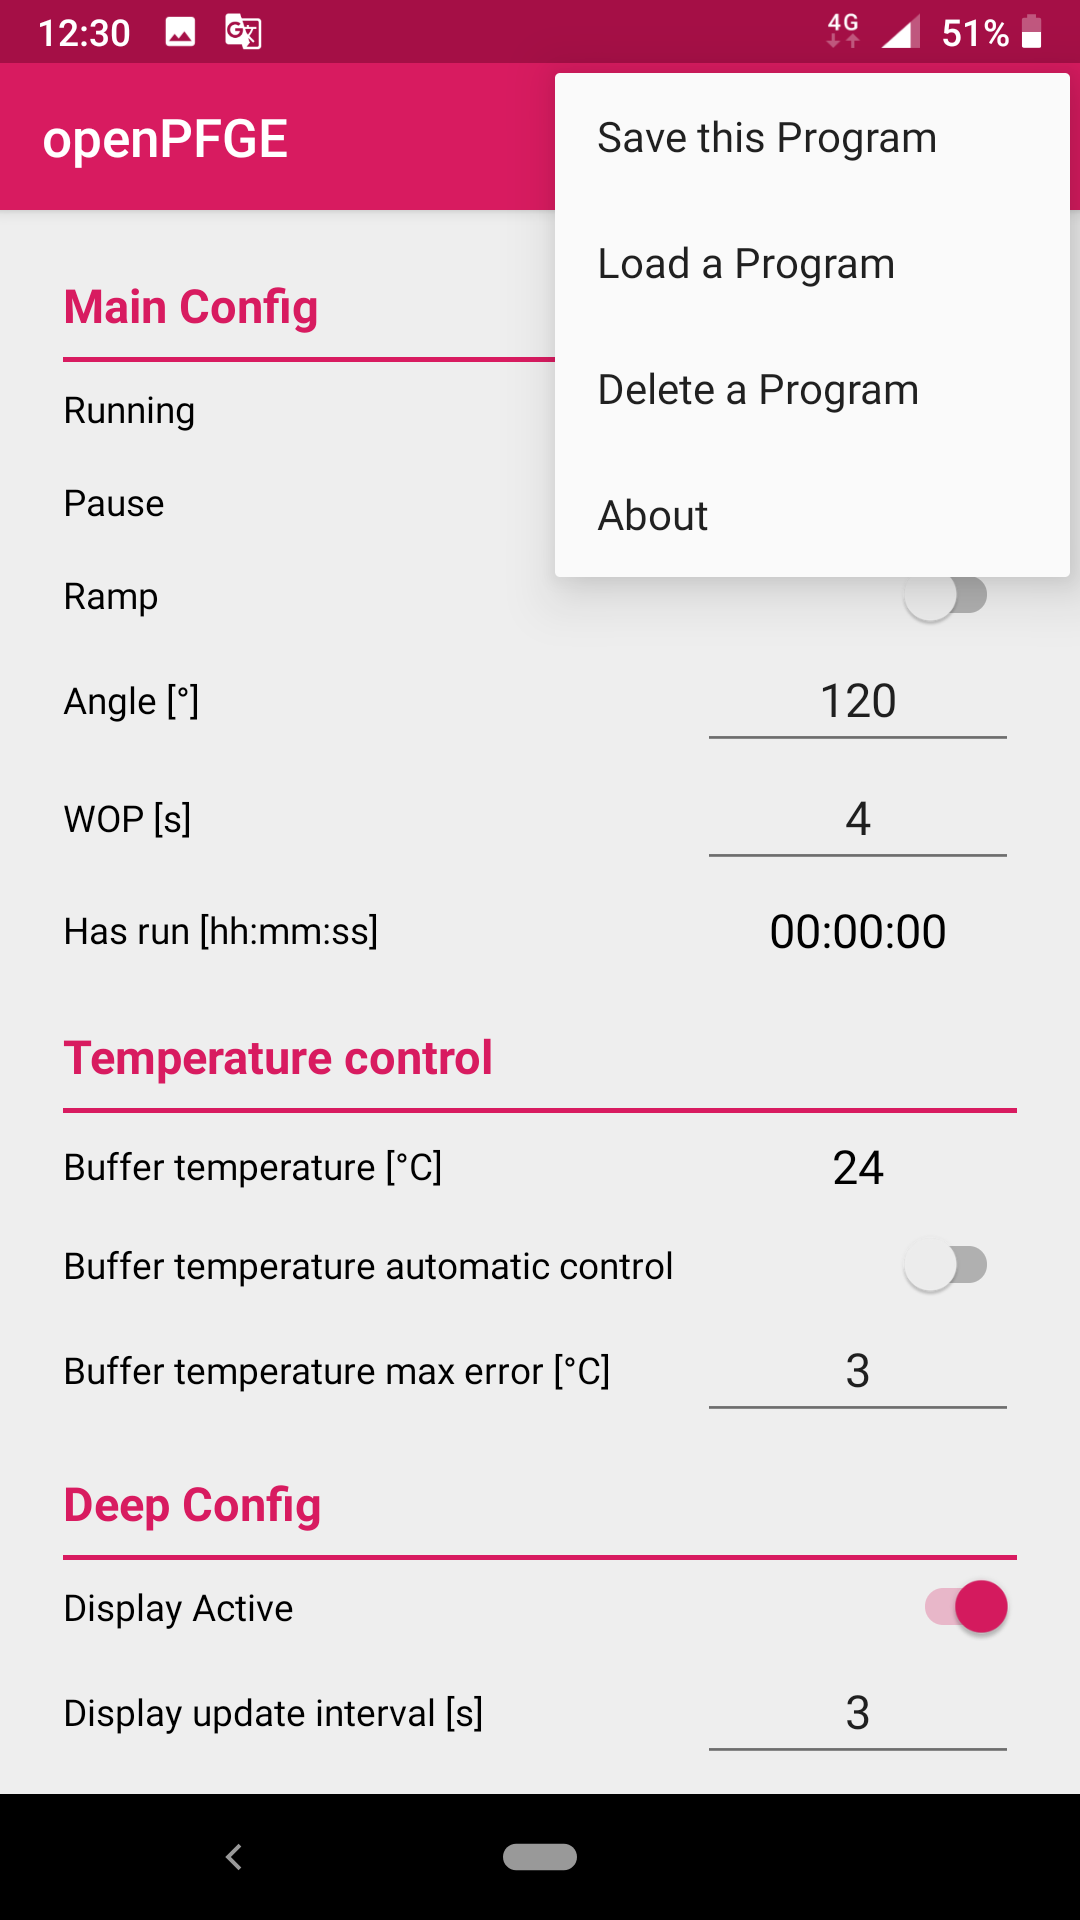 12:30
4G
51%
openPFGE
Save this Program
Load a Program
Delete a Program
About
Main Config
Running
Pause
Ramp
Angle [°] 120
WOP [s] 4
Has run [hh:mm:ss] 00:00:00
Temperature control
Buffer temperature [°C] 24
Buffer temperature automatic control
Buffer temperature max error [°C] 3
Deep Config
Display Active
Display update interval [s] 3